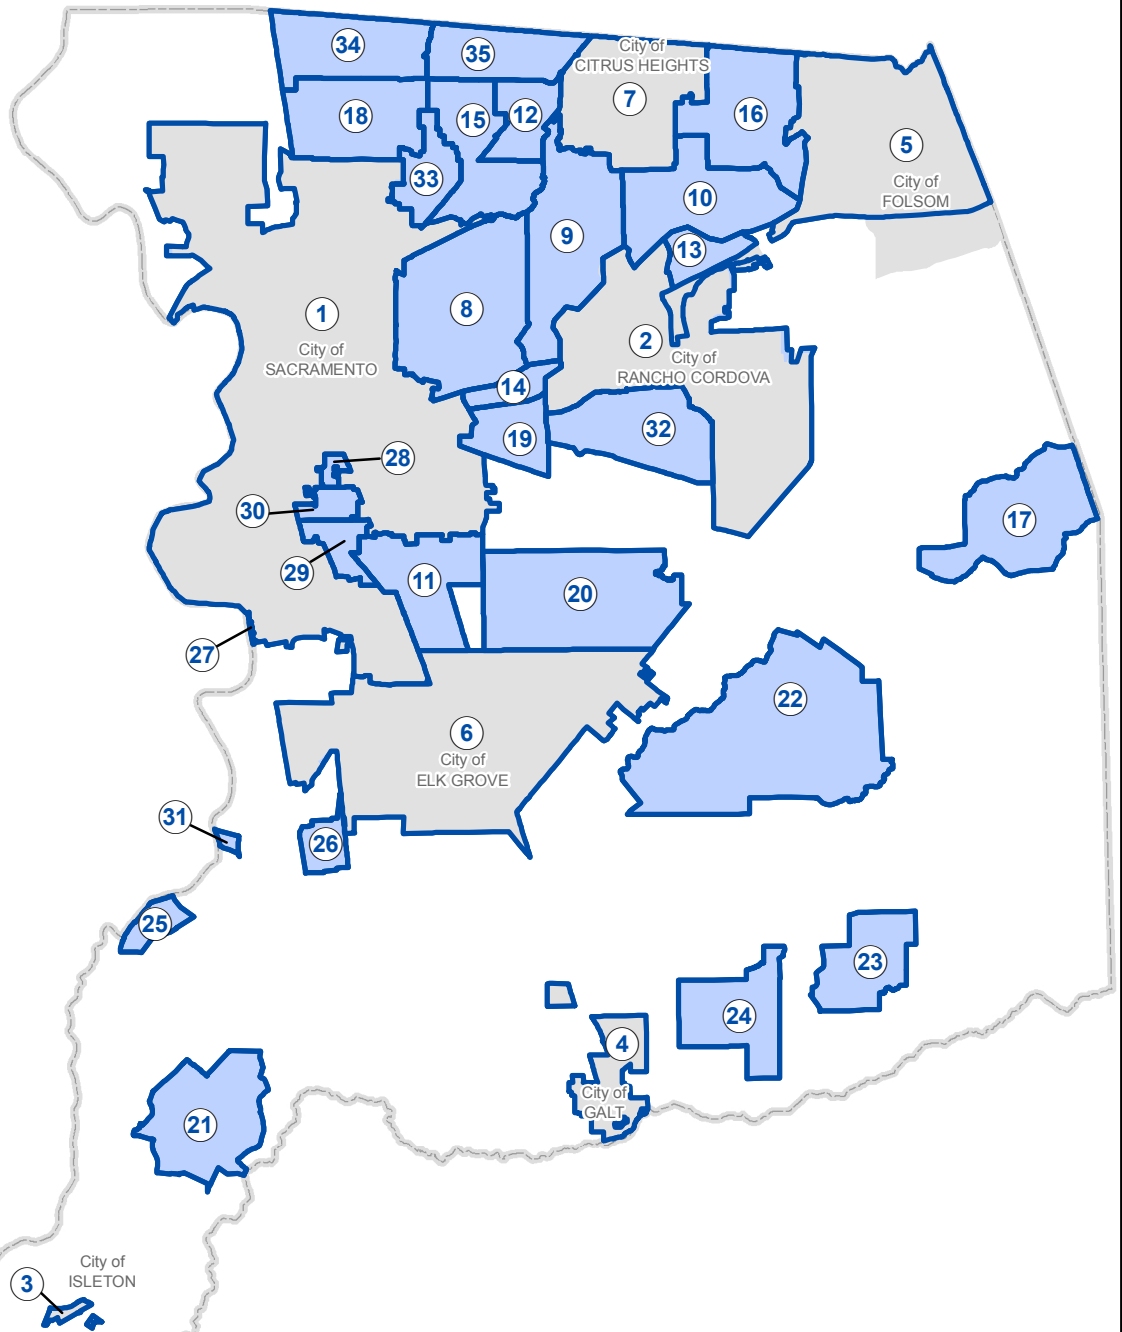 34
35
City of
CITRUS HEIGHTS
7
18
15
12
16
5
City of
FOLSOM
33
10
9
13
8
1
City of
SACRAMENTO
2
City of
RANCHO CORDOVA
14
19
32
28
30
17
29
11
20
27
22
6
City of
ELK GROVE
31
26
25
23
24
4
City of
GALT
21
City of
ISLETON
3